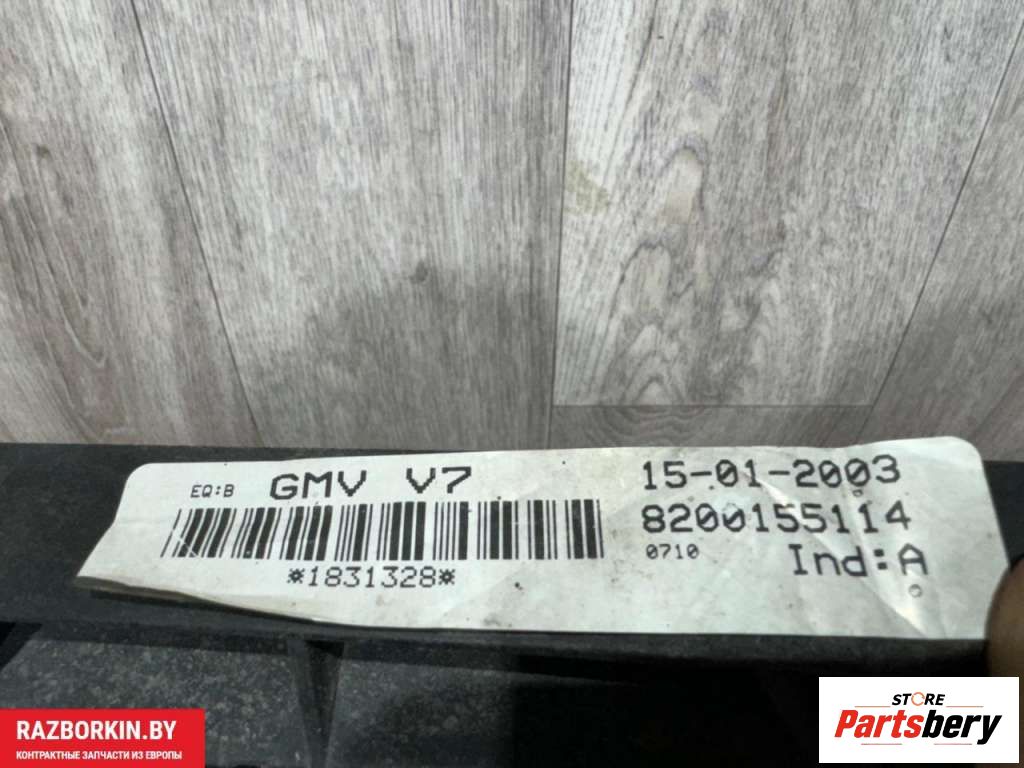 EQ:B GMV V7
*1831328*
15-01-2003
8200155114
0710 Ind:A
RAZBORKIN.BY
КОНТРАКТНЫЕ ЗАПЧАСТИ ИЗ ЕВРОПЫ
STORE
Partsbery